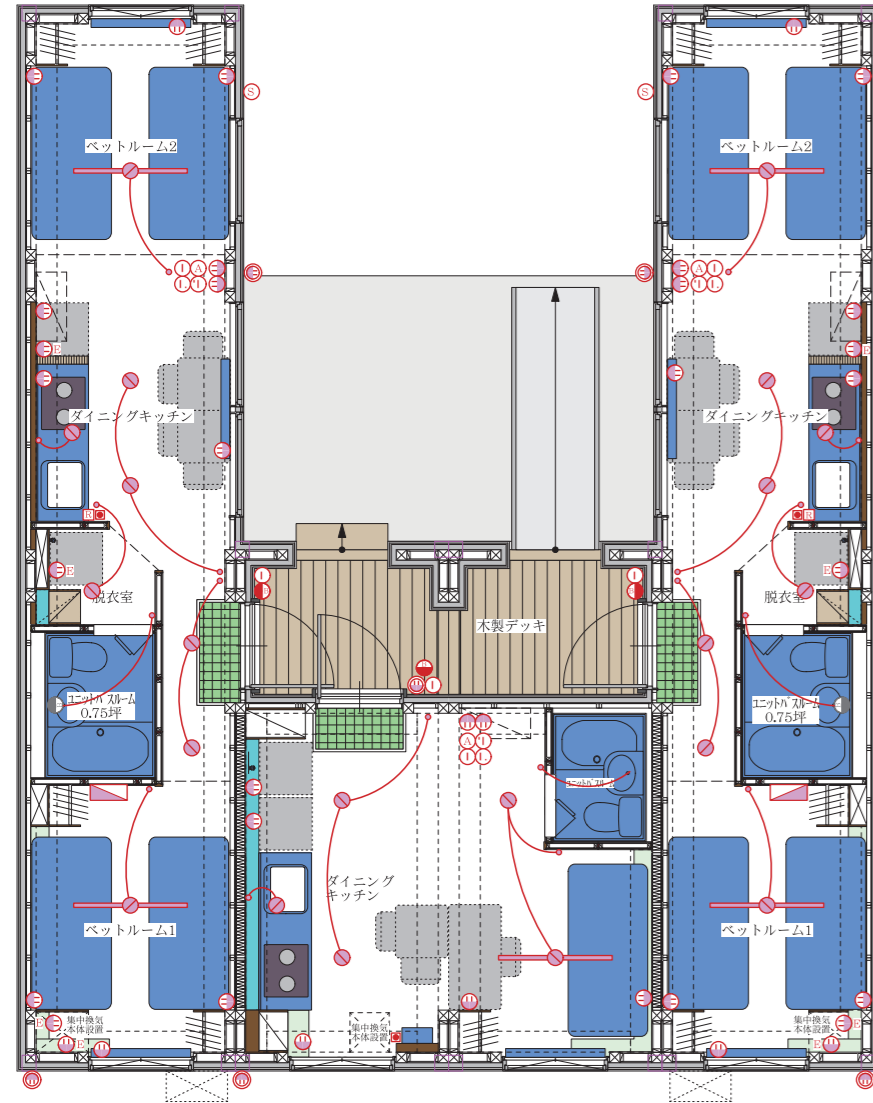 ベットルーム2
ベットルーム2
S
S
A
A
E
E
ダイニングキッチン
ダイニングキッチン
R
R
E
E
脱衣室
脱衣室
木製デッキ
ユニットバスルーム
0.75坪
ユニットバスルーム
0.75坪
A
ユニットバスルーム
ダイニング
キッチン
ベットルーム1
ベットルーム1
集中換気
本体設置
集中換気
本体設置
集中換気
本体設置
E
E
E
E